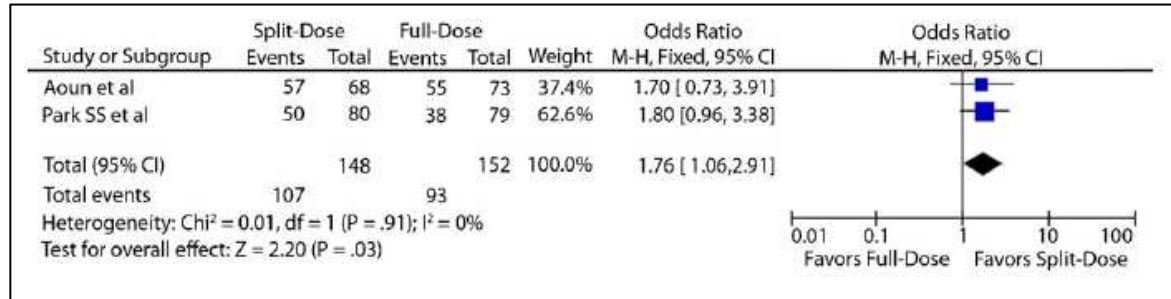 Split-Dose Full-Dose Odds Ratio Odds Ratio
Study or Subgroup Events Total Events Total Weight M-H, Fixed, 95% CI M-H, Fixed, 95% CI
Aoun et al 57 68 55 73 37.4% 1.70 [ 0.73, 3.91]
Park SS et al 50 80 38 79 62.6% 1.80 [0.96, 3.38]
Total (95% CI) 148 152 100.0% 1.76 [ 1.06,2.91]
Total events 107 93
Heterogeneity: Chi² = 0.01, df = 1 (P = .91); I² = 0%
Test for overall effect: Z = 2.20 (P = .03)
0.01 0.1 1 10 100
Favors Full-Dose Favors Split-Dose